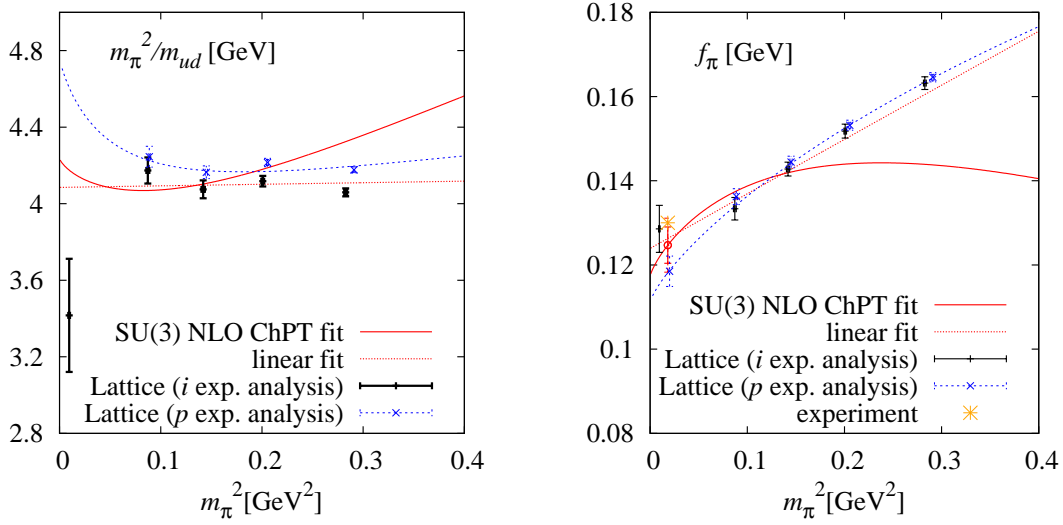 m_π^2/m_ud [GeV]
4.8
4.4
4
3.6
3.2
2.8
SU(3) NLO ChPT fit
linear fit
Lattice (i exp. analysis)
Lattice (p exp. analysis)
0 0.1 0.2 0.3 0.4
m_π^2[GeV^2]
f_π [GeV]
0.18
0.16
0.14
0.12
0.1
0.08
SU(3) NLO ChPT fit
linear fit
Lattice (i exp. analysis)
Lattice (p exp. analysis)
experiment
0 0.1 0.2 0.3 0.4
m_π^2[GeV^2]